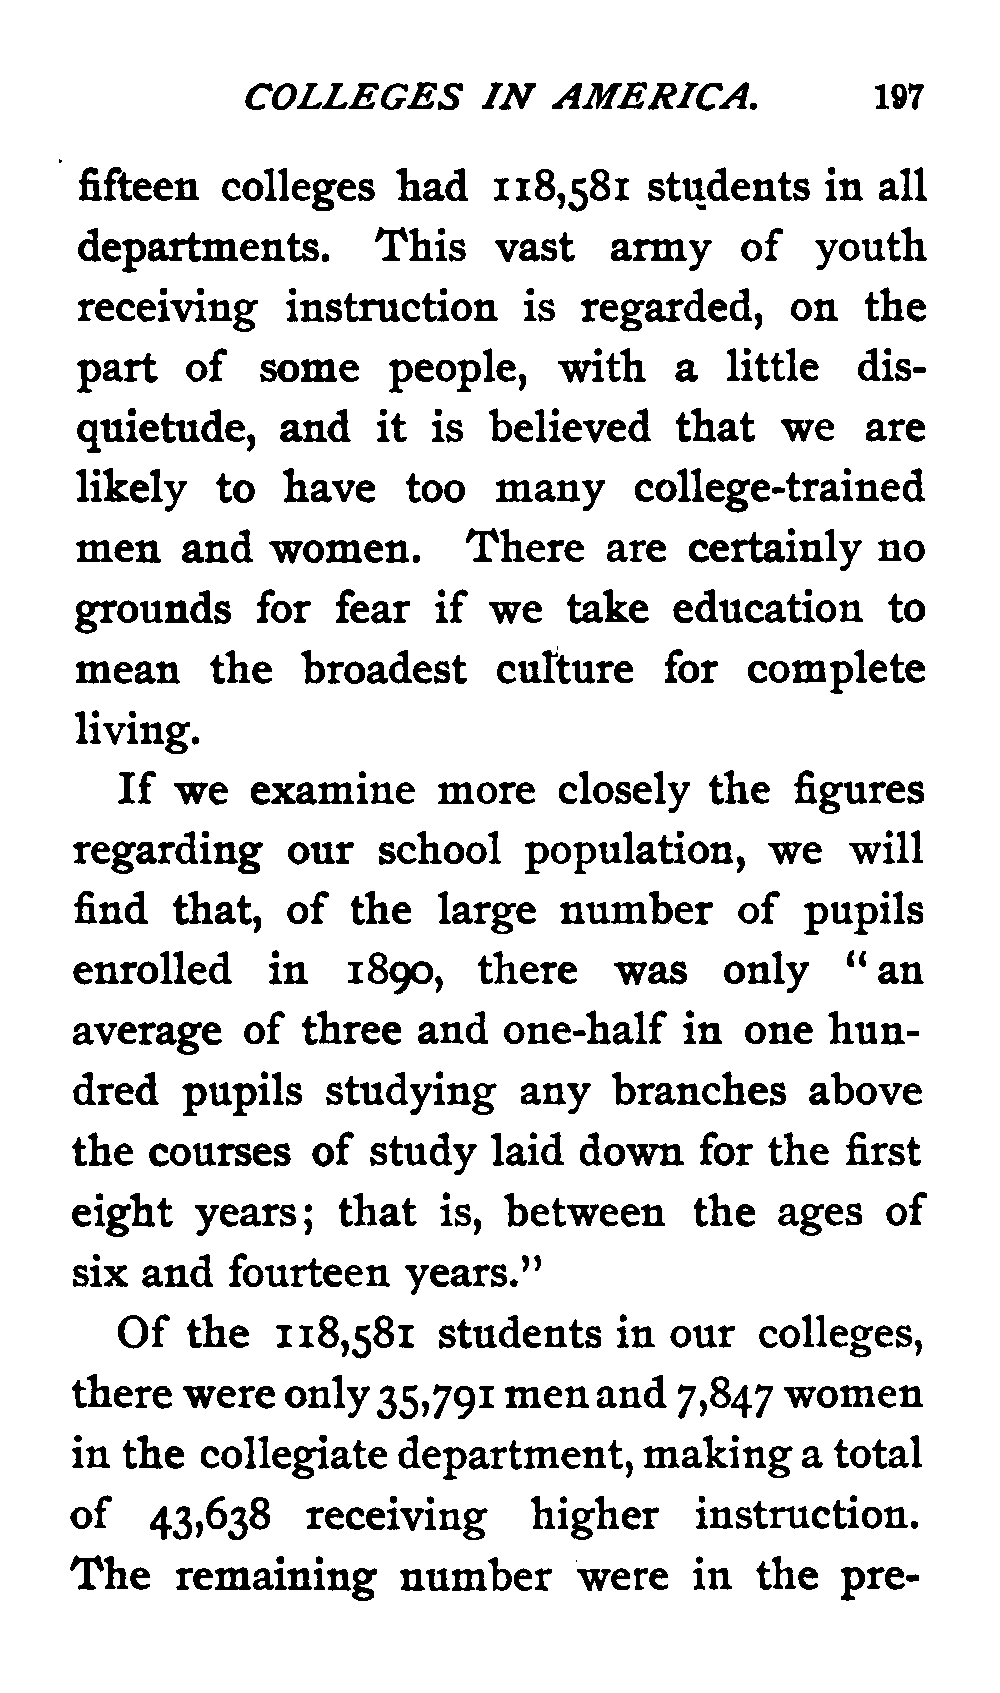 COLLEGES IN AMERICA. 197
fifteen colleges had 118,581 students in all
departments. This vast army of youth
receiving instruction is regarded, on the
part of some people, with a little dis-
quietude, and it is believed that we are
likely to have too many college-trained
men and women. There are certainly no
grounds for fear if we take education to
mean the broadest culture for complete
living.
If we examine more closely the figures
regarding our school population, we will
find that, of the large number of pupils
enrolled in 1890, there was only “an
average of three and one-half in one hun-
dred pupils studying any branches above
the courses of study laid down for the first
eight years; that is, between the ages of
six and fourteen years.”
Of the 118,581 students in our colleges,
there were only 35,791 men and 7,847 women
in the collegiate department, making a total
of 43,638 receiving higher instruction.
The remaining number were in the pre-